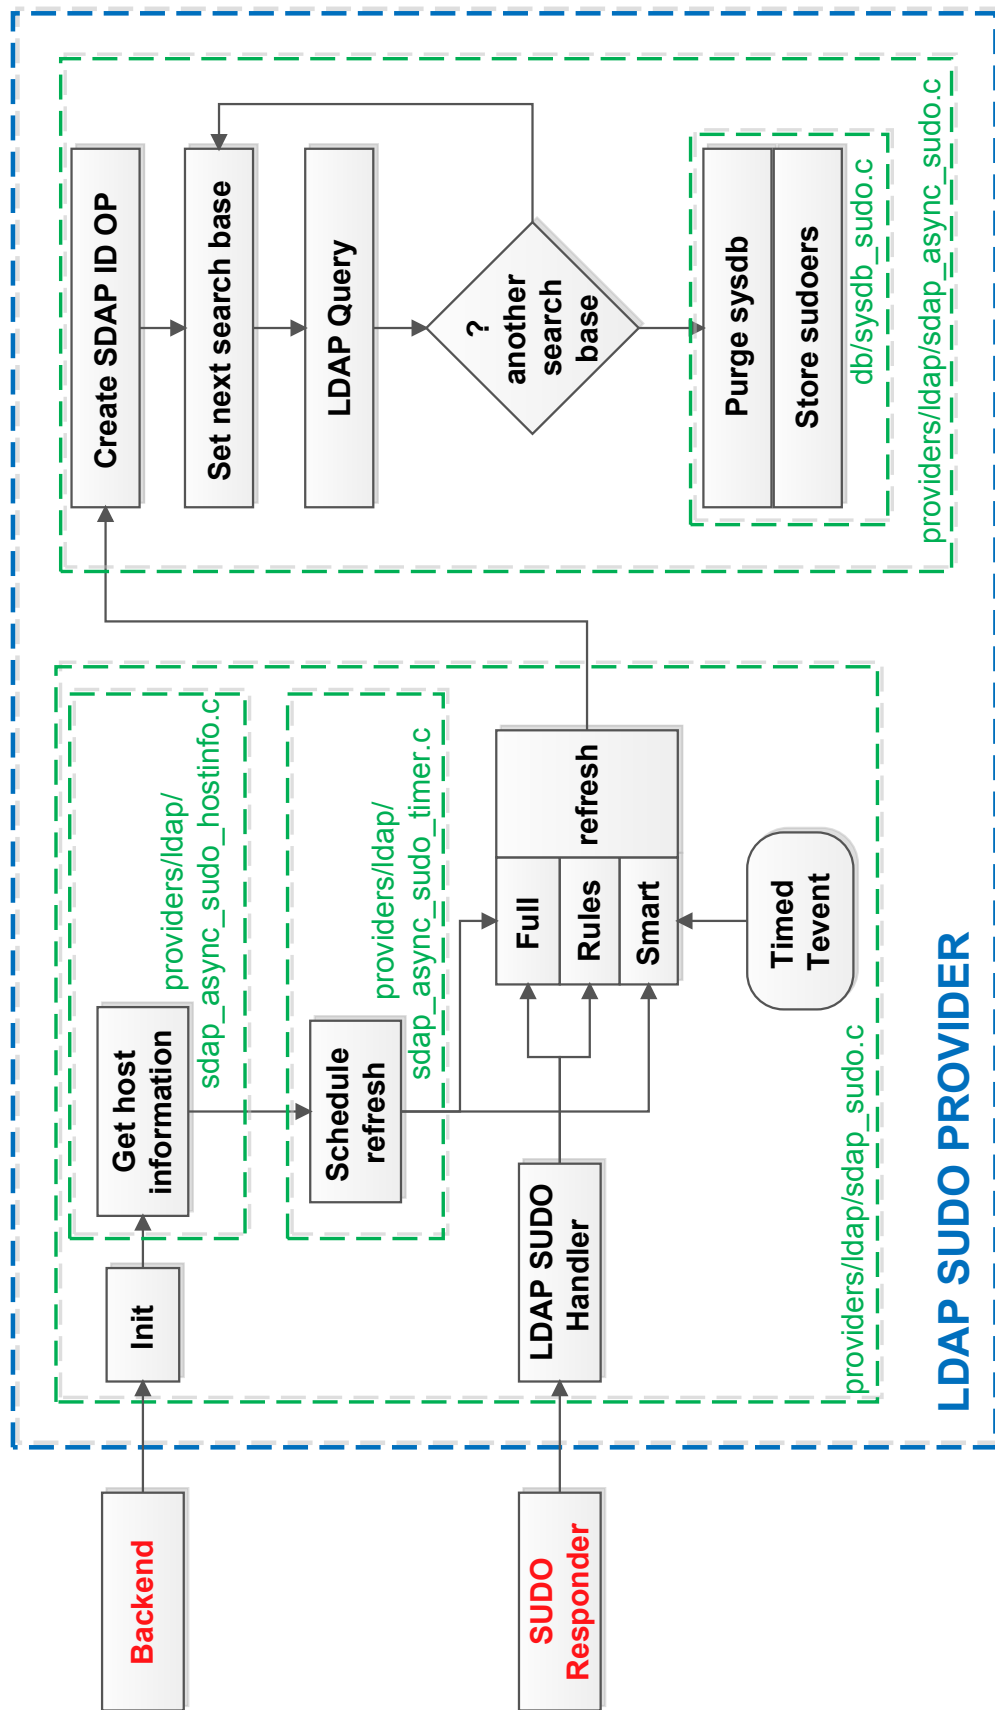 Backend
SUDO
Responder
Init
Get host
information
providers/ldap/
sdap_async_sudo_hostinfo.c
Schedule
refresh
providers/ldap/
sdap_async_sudo_timer.c
LDAP SUDO
Handler
Full
Rules
Smart
refresh
Timed
Tevent
providers/ldap/sdap_sudo.c
Create SDAP ID OP
Set next search base
LDAP Query
?
another
search
base
Purge sysdb
Store sudoers
db/sysdb_sudo.c
providers/ldap/sdap_async_sudo.c
LDAP SUDO PROVIDER